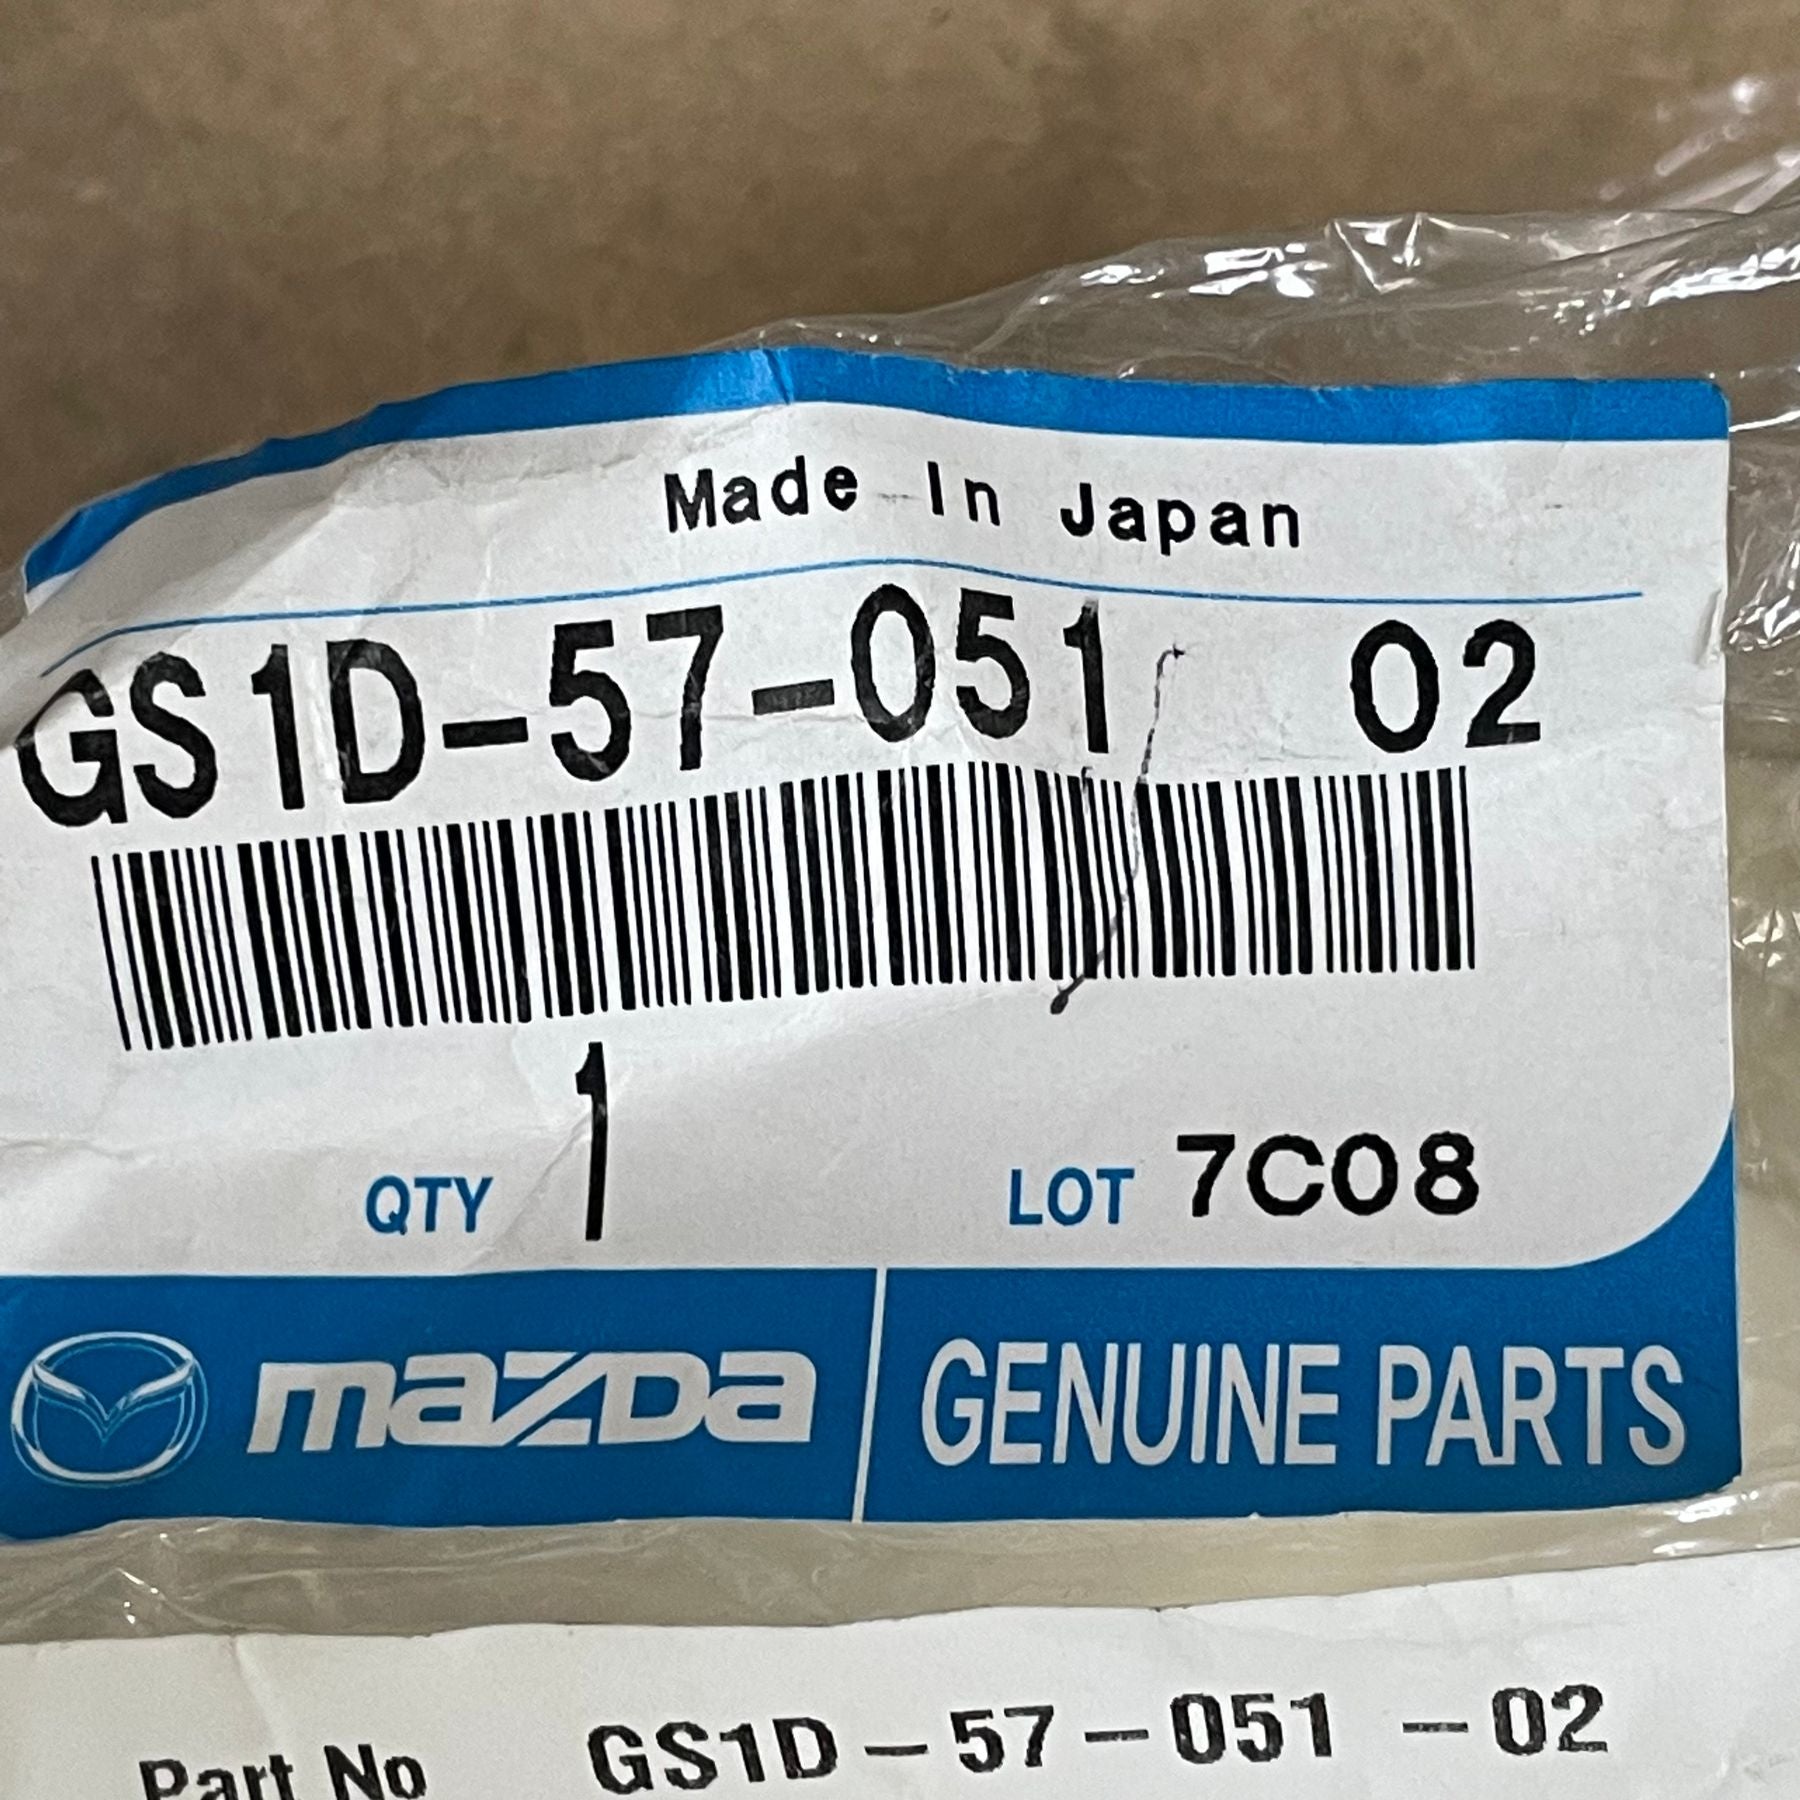 Made In Japan
GS1D-57-051 02
QTY 1 LOT 7C08
mazda GENUINE PARTS
Part No GS1D-57-051-02